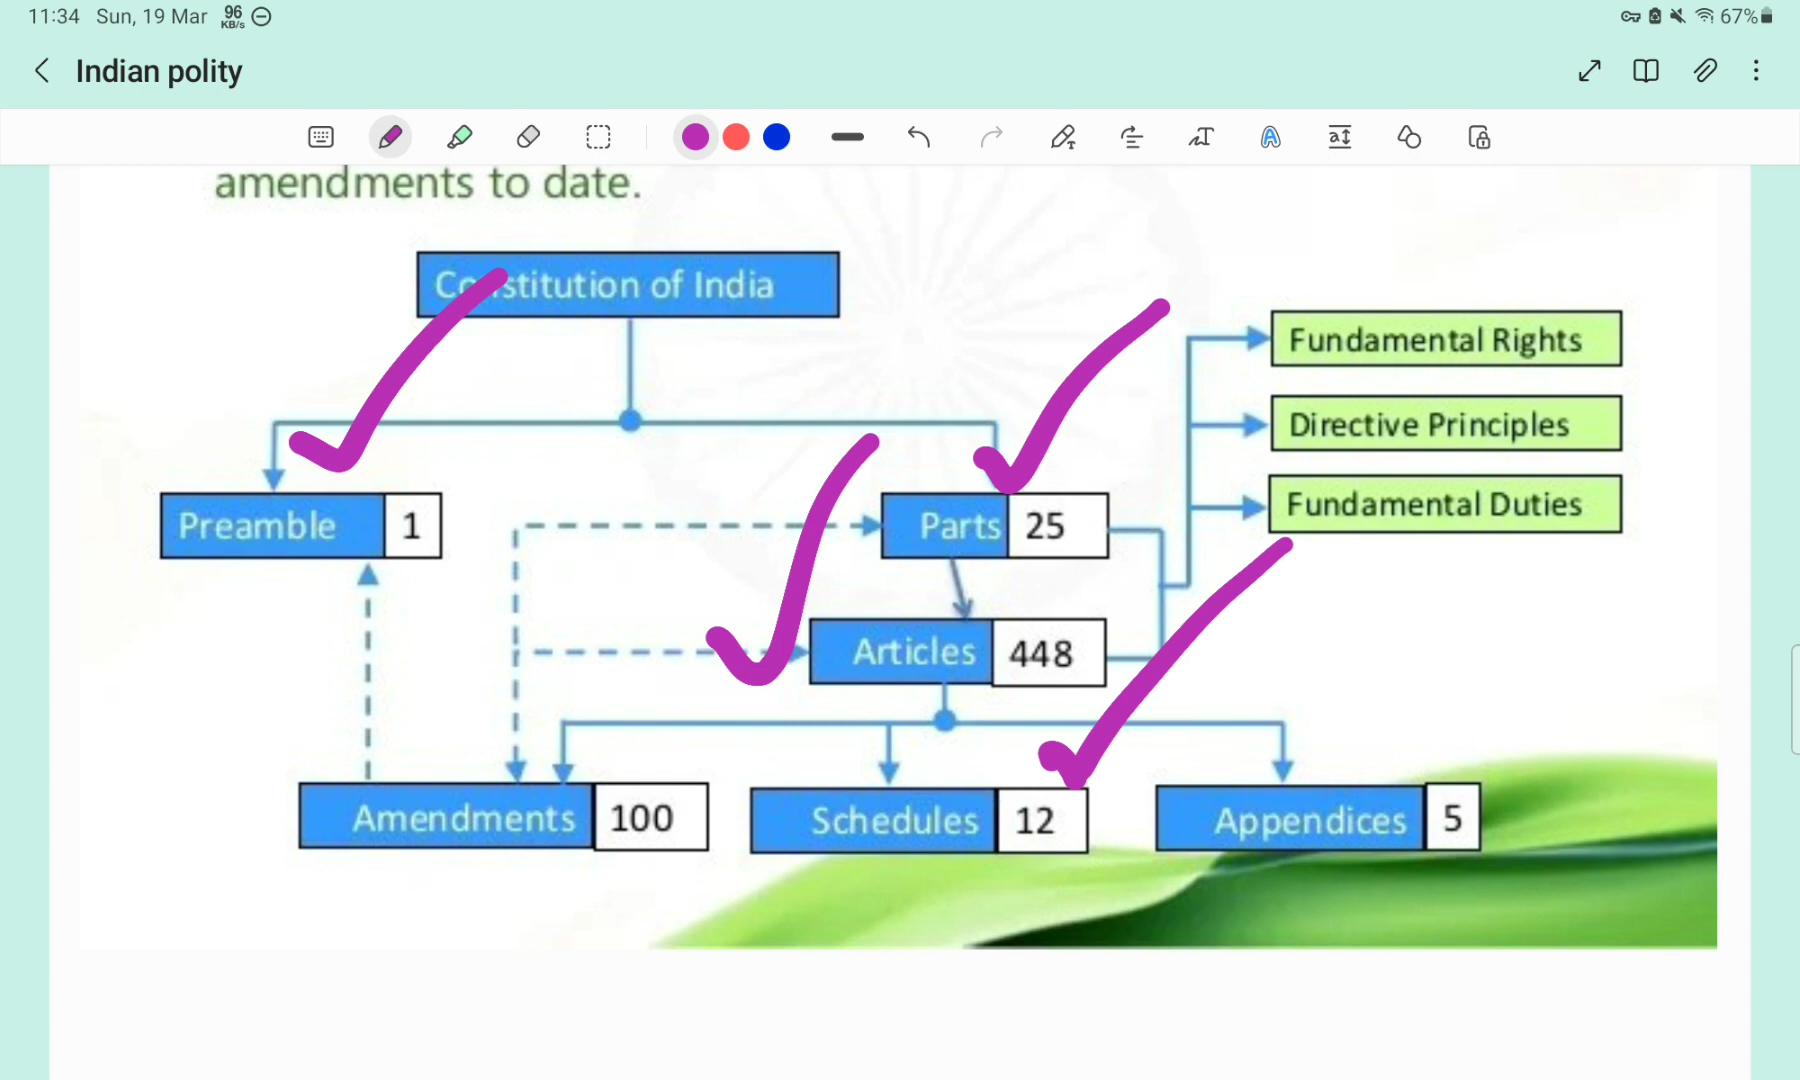 11:34 Sun, 19 Mar 96 KB/s 67%
Indian polity
amendments to date.
Constitution of India
Fundamental Rights
Directive Principles
Fundamental Duties
Preamble 1
Parts 25
Articles 448
Amendments 100
Schedules 12
Appendices 5